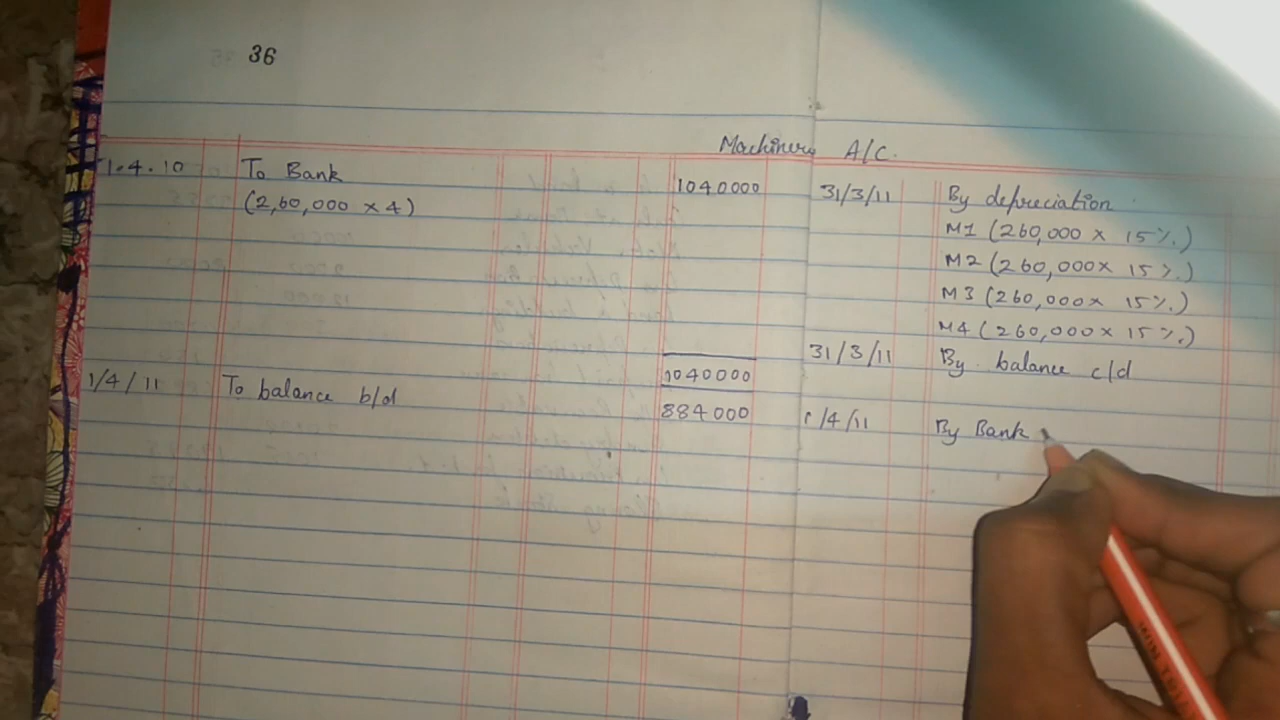 36
Machinery A/C.
1.4.10 To Bank 1040000
(2,60,000 × 4)
1040000
1/4/11 To balance b/d 884000
31/3/11 By depreciation
M1 (260,000 × 15%.)
M2 (260,000× 15%.)
M3 (260,000× 15%.)
M4 (260,000× 15%.)
31/3/11 By balance c/d
1/4/11 By Bank